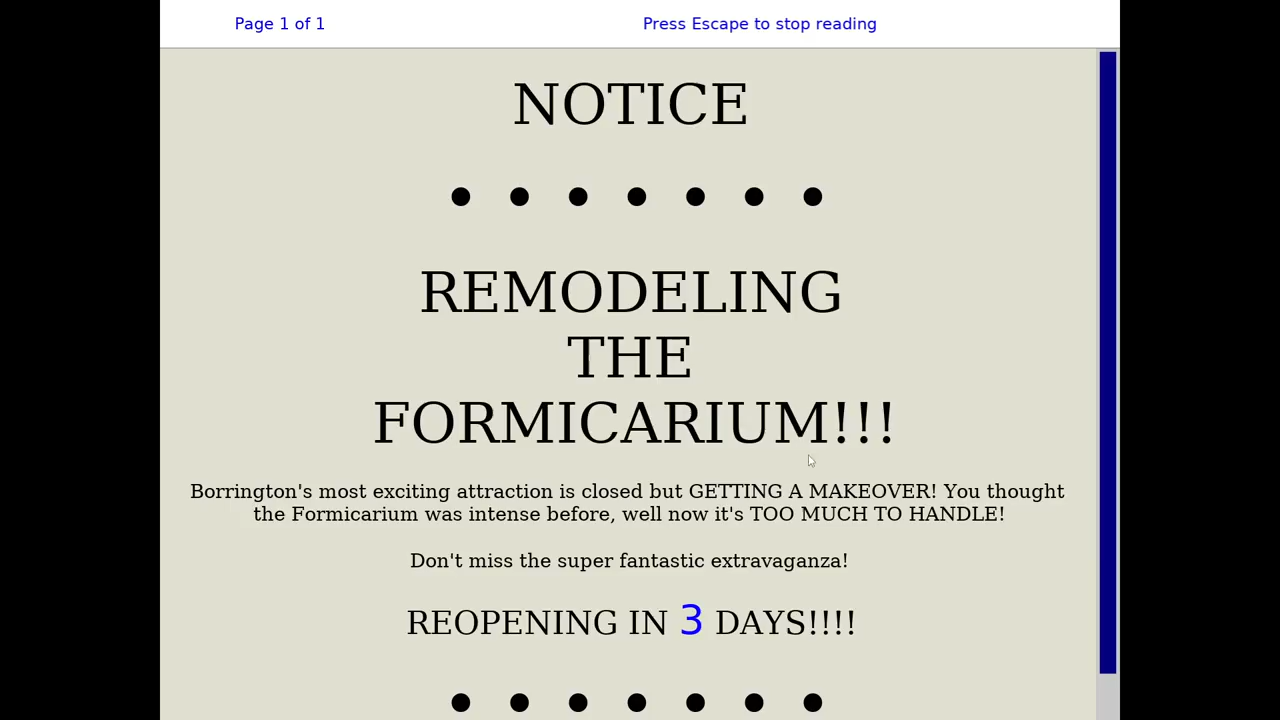 Page 1 of 1
Press Escape to stop reading
NOTICE
• • • • • • •
REMODELING
THE
FORMICARIUM!!!
Borrington's most exciting attraction is closed but GETTING A MAKEOVER! You thought
the Formicarium was intense before, well now it's TOO MUCH TO HANDLE!
Don't miss the super fantastic extravaganza!
REOPENING IN 3 DAYS!!!!
• • • • • • •